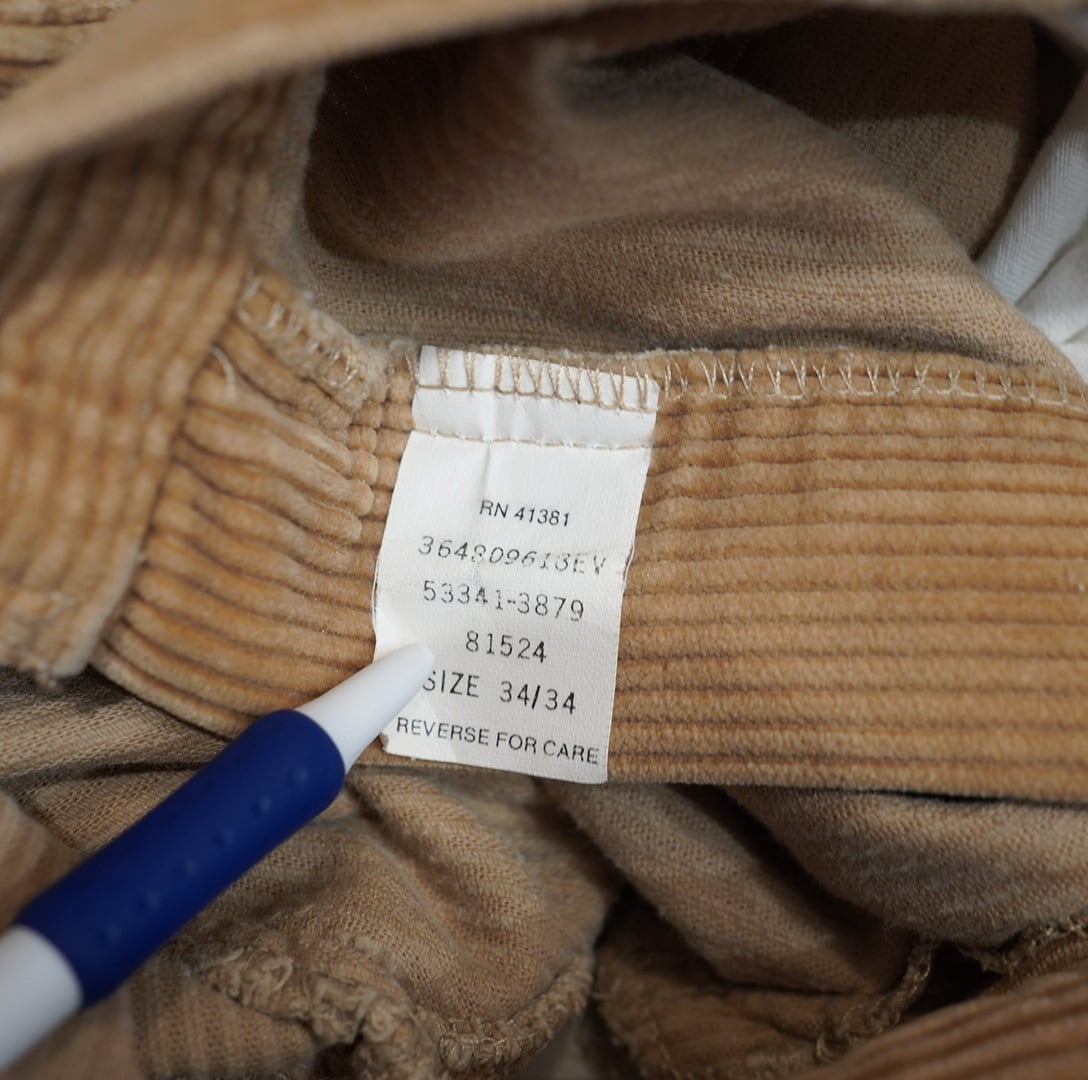 RN 41381
364809613EV
53341-3879
81524
SIZE 34/34
REVERSE FOR CARE